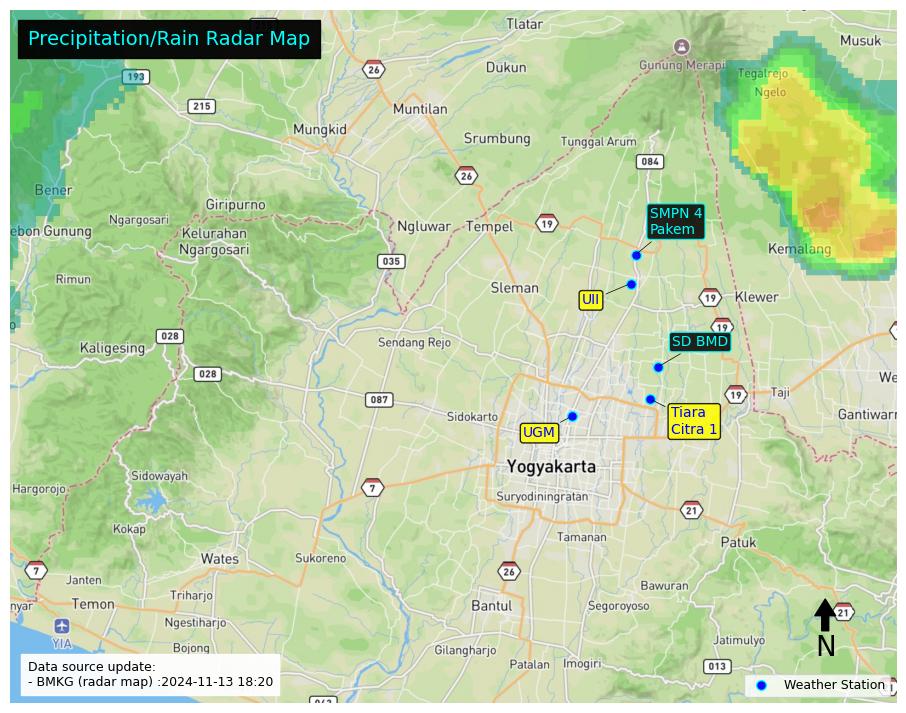 Precipitation/Rain Radar Map
Tlatar
Musuk
Gunung Merapi
26
Dukun
Tegalrejo
193
Ngelo
215
Muntilan
Mungkid
Srumbung
Tunggal Arum
084
26
Bener
Giripurno
SMPN 4
Pakem
Ngargosari
Ngluwar
Tempel
19
ebon Gunung
Kelurahan
Ngargosari
Kemalang
035
Rimun
Sleman
UII
19
Klewer
19
028
Sendang Rejo
SD BMD
Kaligesing
028
We
087
19
Taji
Sidokarto
Tiara
Citra 1
Gantiwarn
UGM
Yogyakarta
Sidowayah
Hargorojo
7
Suryodiningratan
21
Kokap
Tamanan
Patuk
Wates
Sukoreno
7
26
Janten
Bawuran
Triharjo
nyar
Temon
Bantul
Segoroyoso
21
Ngestiharjo
YIA
N
Jatimulyo
Bojong
Gilangharjo
Patalan
Imogiri
013
Data source update:
- BMKG (radar map) :2024-11-13 18:20
Weather Station